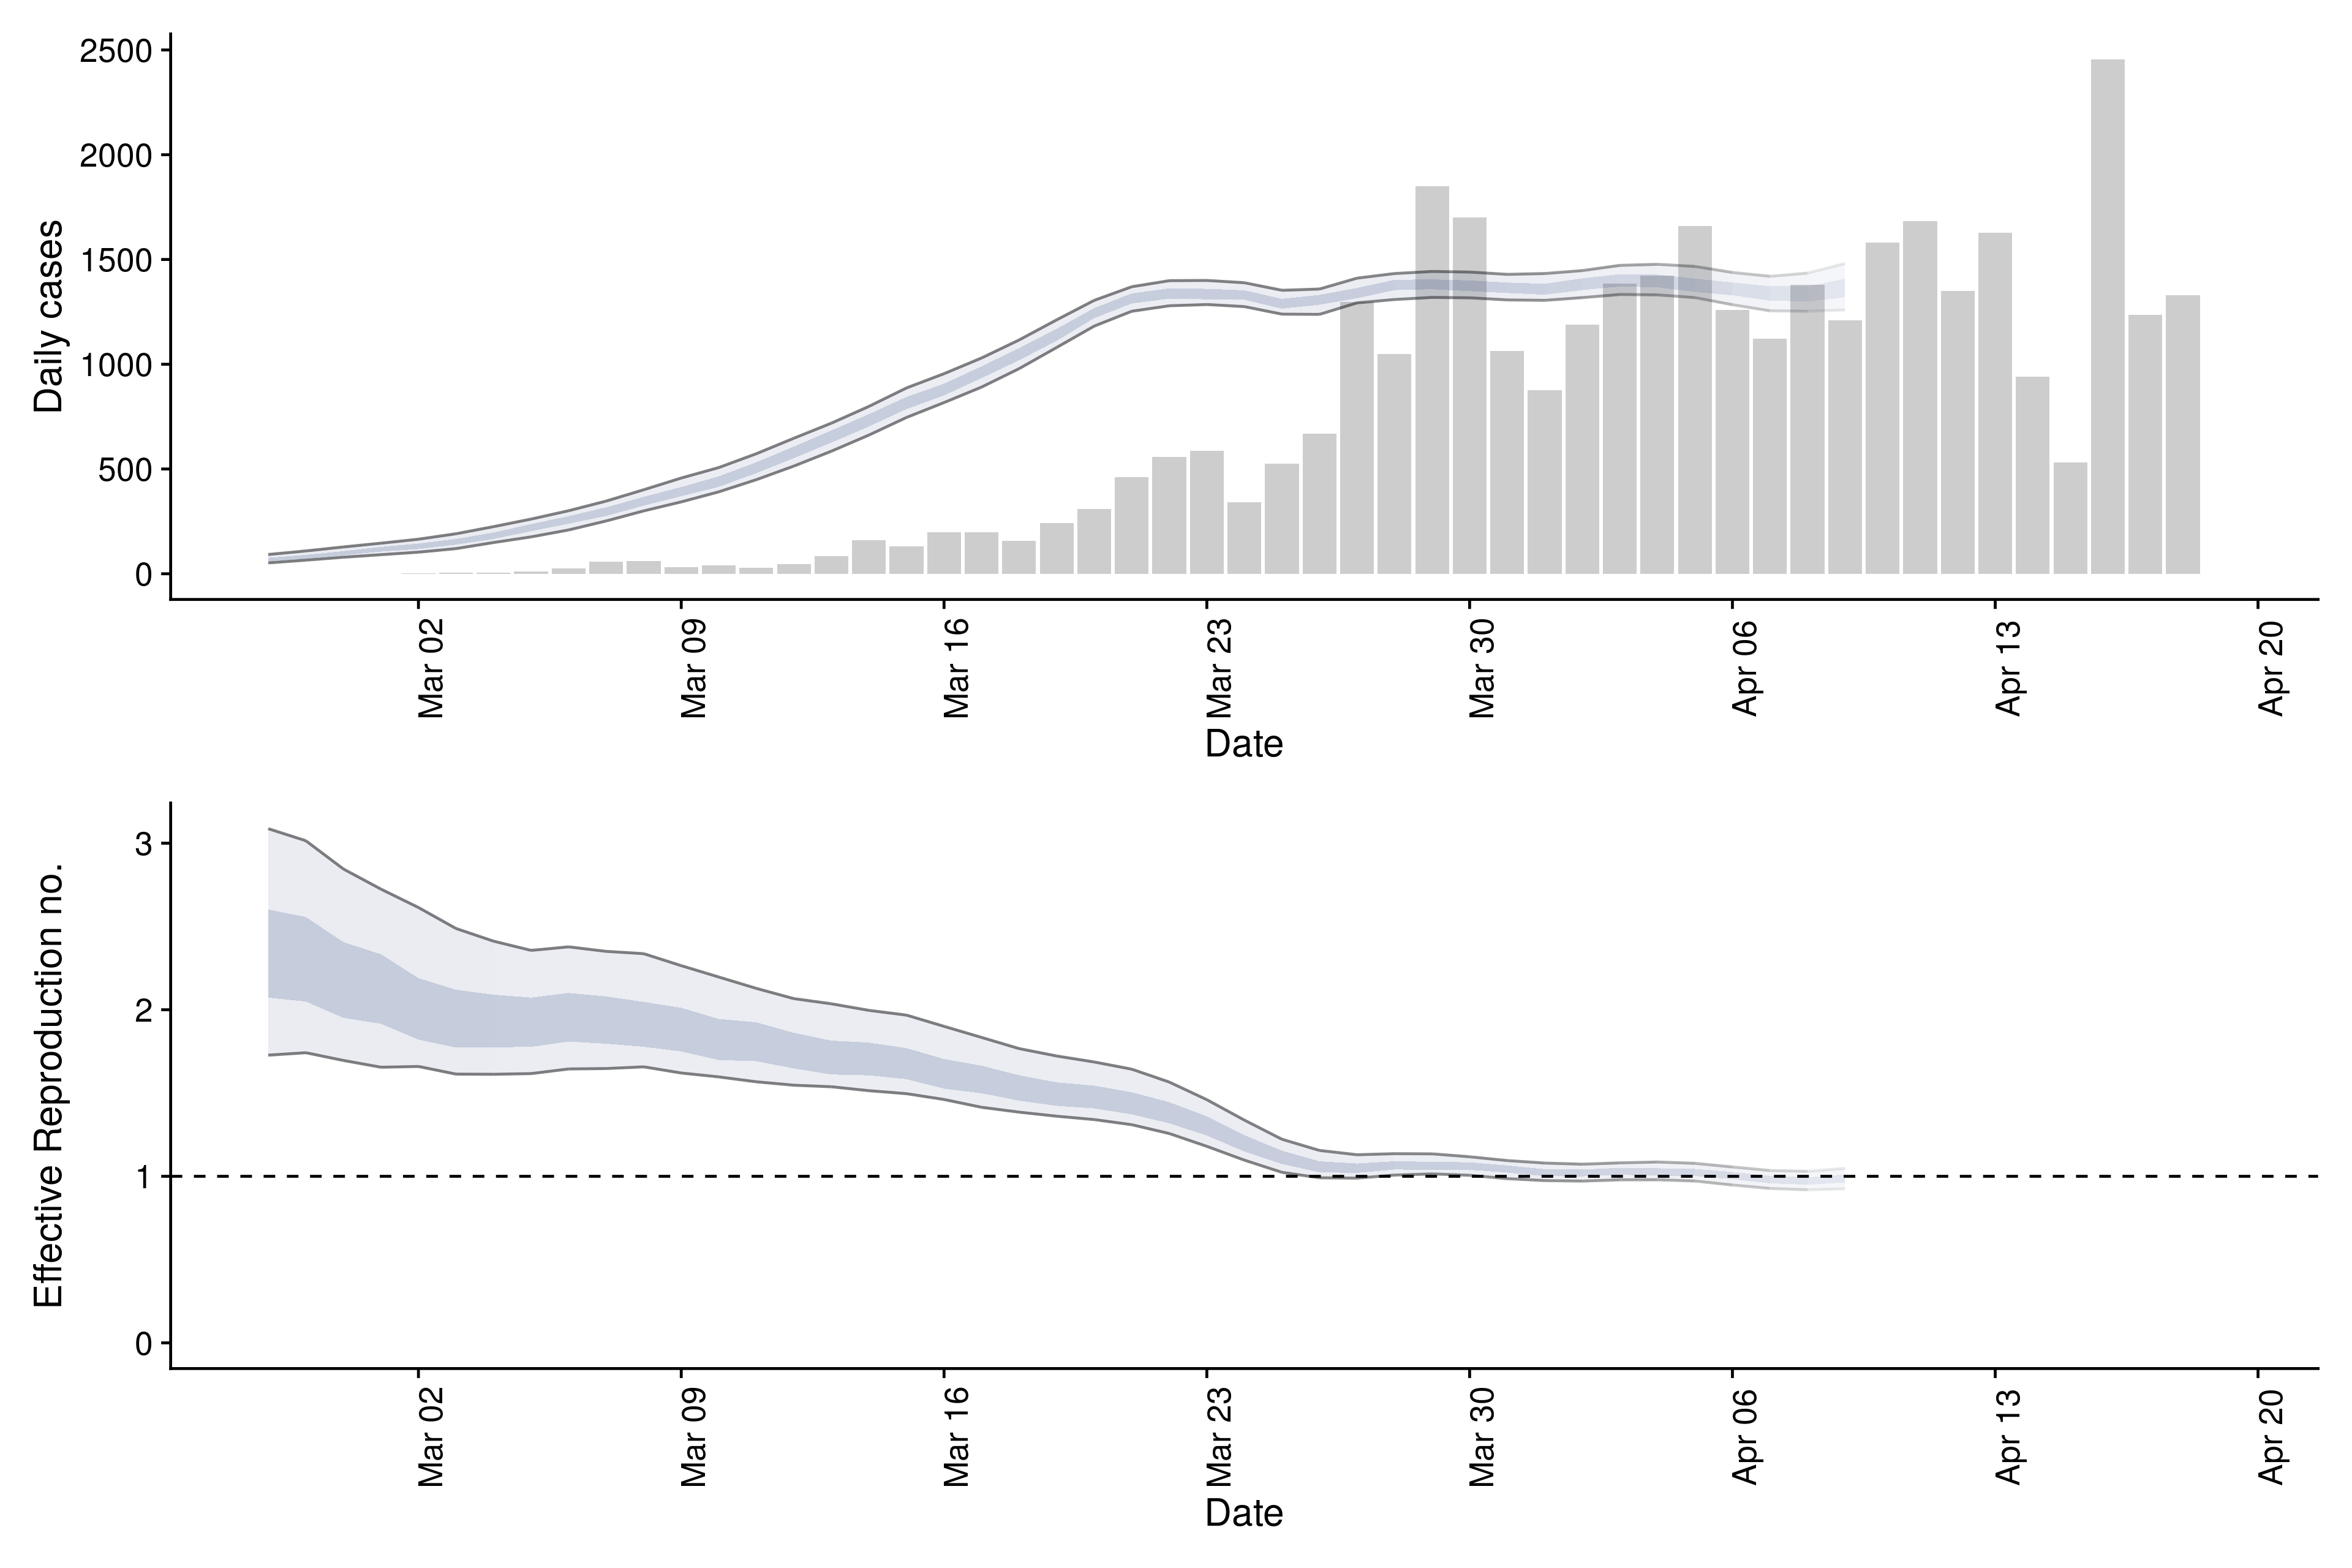 Daily cases
2500
2000
1500
1000
500
0
Mar 02
Mar 09
Mar 16
Mar 23
Mar 30
Apr 06
Apr 13
Apr 20
Date
Effective Reproduction no.
3
2
1
0
Mar 02
Mar 09
Mar 16
Mar 23
Mar 30
Apr 06
Apr 13
Apr 20
Date